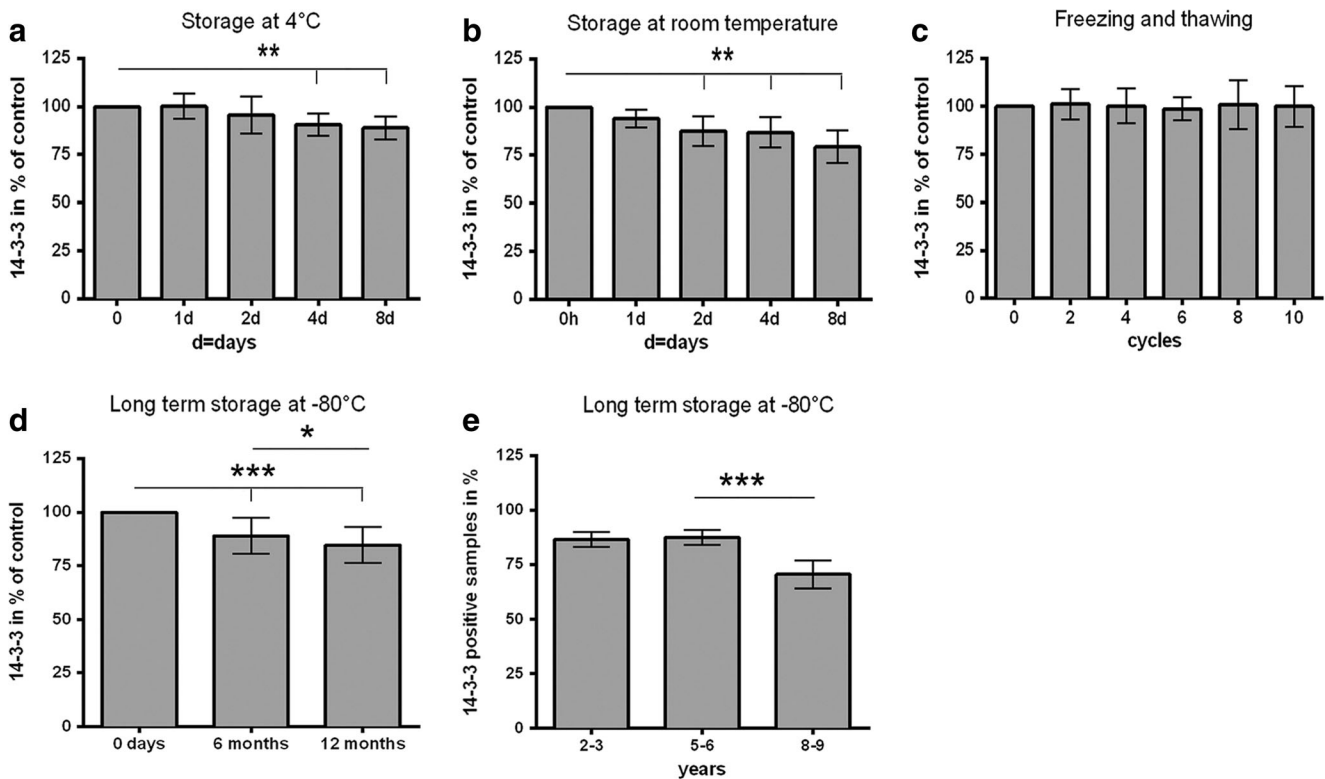 a
Storage at 4°C
125
100
75
50
25
0
14-3-3 in % of control
**
0 1d 2d 4d 8d
d=days
b
Storage at room temperature
125
100
75
50
25
0
14-3-3 in % of control
**
0h 1d 2d 4d 8d
d=days
c
Freezing and thawing
125
100
75
50
25
0
14-3-3 in % of control
0 2 4 6 8 10
cycles
d
Long term storage at -80°C
125
100
75
50
25
0
14-3-3 in % of control
*
***
0 days 6 months 12 months
e
Long term storage at -80°C
125
100
75
50
25
0
14-3-3 positive samples in %
***
2-3 5-6 8-9
years